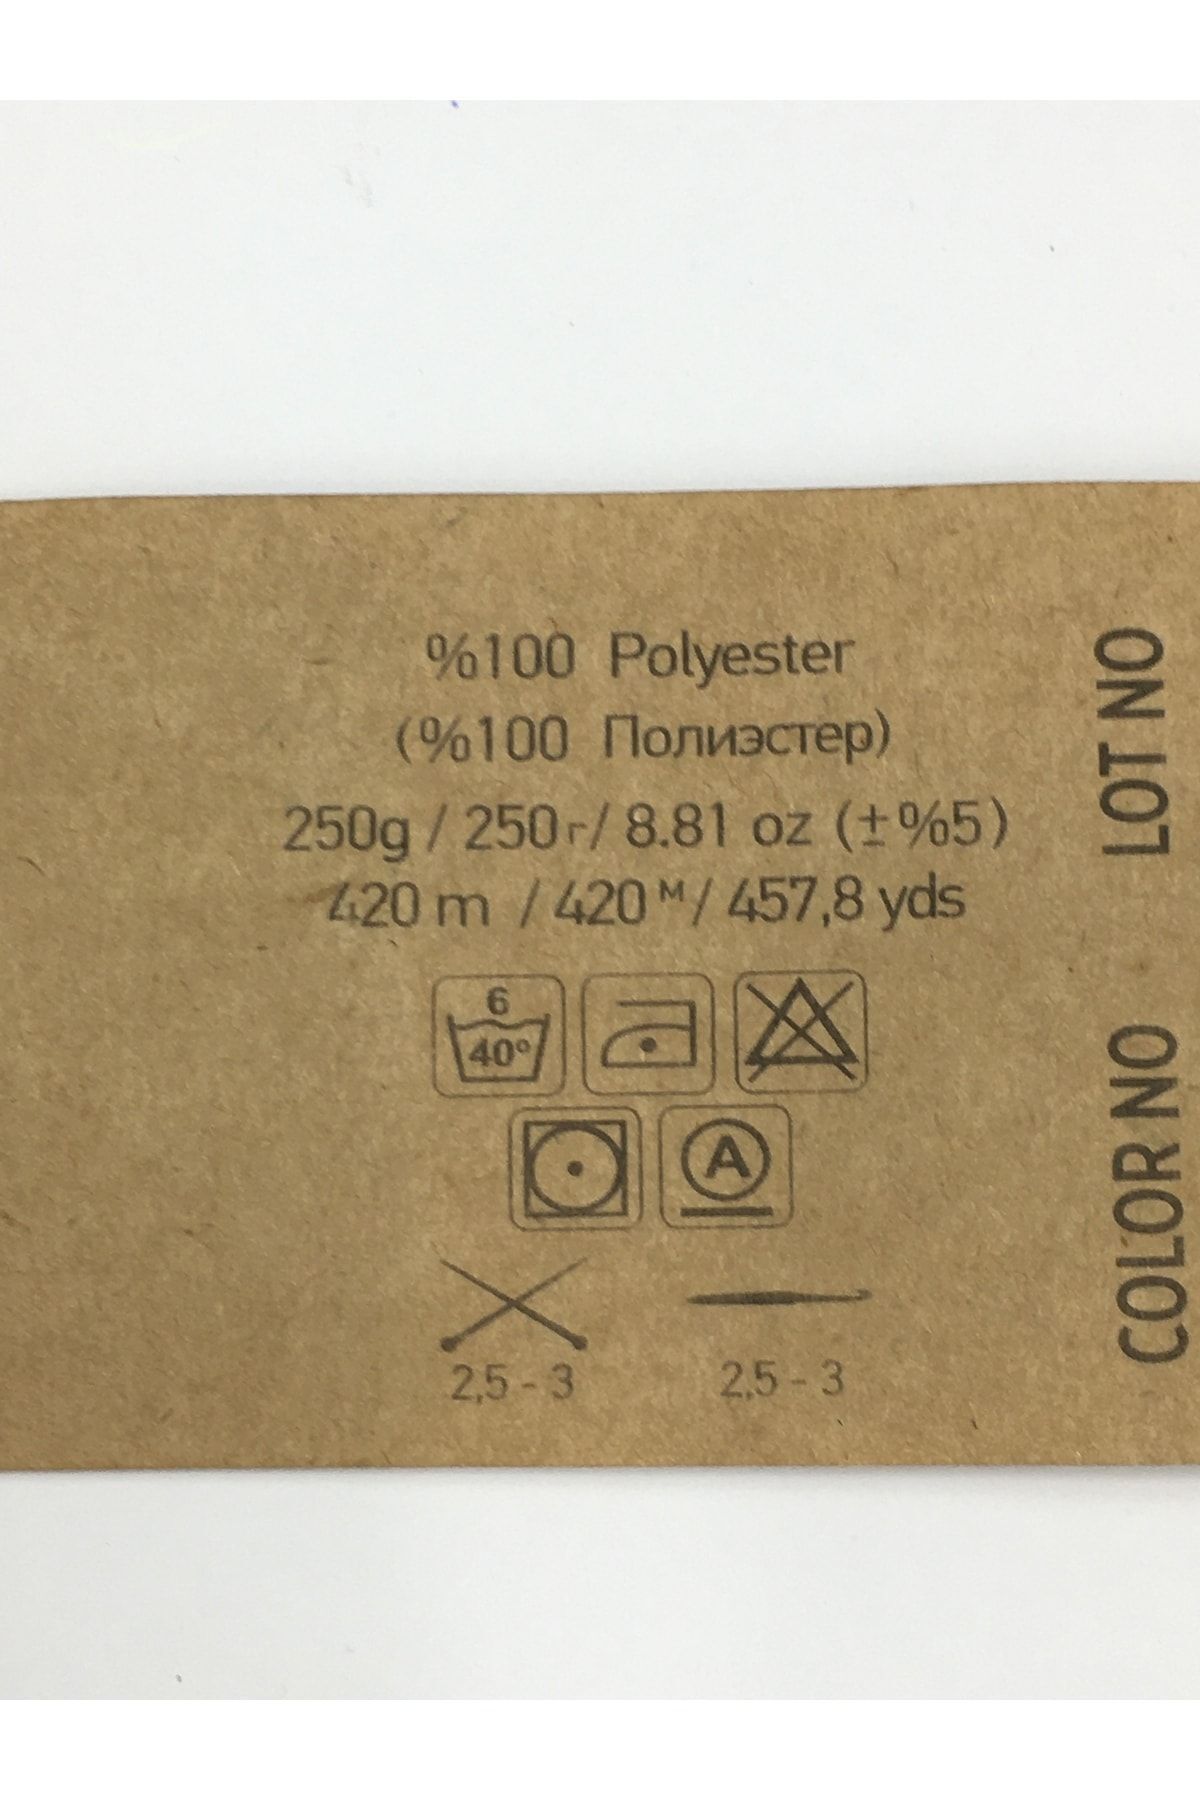 %100 Polyester
(%100 Полиэстер)
250g / 250г/ 8.81 oz (±%5)
420 m / 420 м/ 457,8 yds
6
40°
A
2,5 - 3
2,5 - 3
LOT NO
COLOR NO